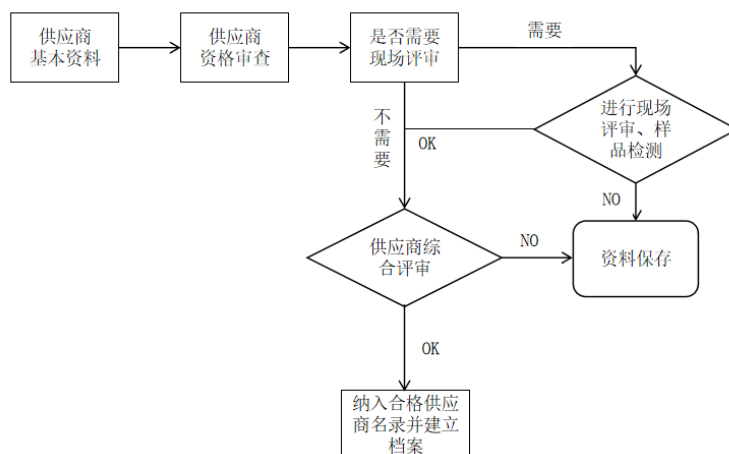 供应商
基本资料
供应商
资格审查
是否需要
现场评审
需要
进行现场
评审、样
品检测
不
需
要
OK
NO
供应商综
合评审
NO
资料保存
OK
纳入合格供应
商名录并建立
档案